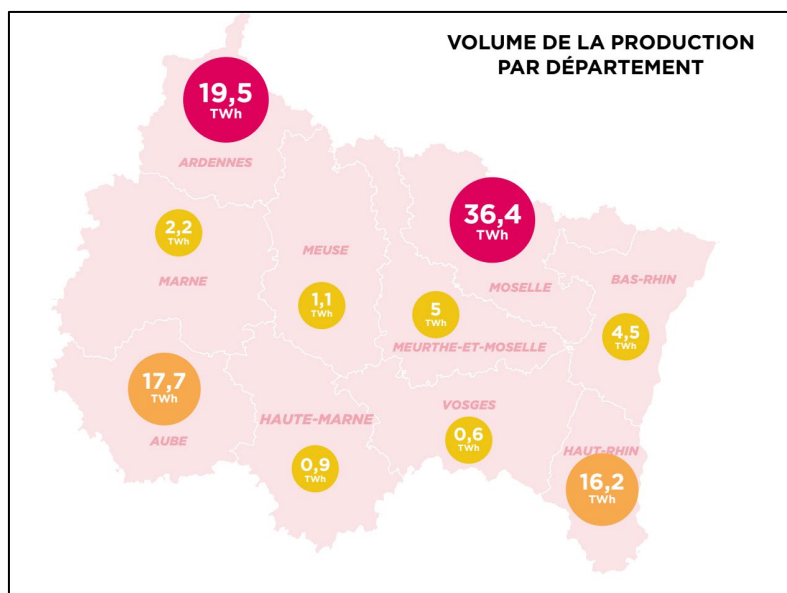 VOLUME DE LA PRODUCTION
PAR DÉPARTEMENT
19,5
TWh
ARDENNES
2,2
TWh
MARNE
MEUSE
1,1
TWh
36,4
TWh
MOSELLE
5
TWh
MEURTHE-ET-MOSELLE
BAS-RHIN
4,5
TWh
17,7
TWh
AUBE
HAUTE-MARNE
0,9
TWh
VOSGES
0,6
TWh
HAUT-RHIN
16,2
TWh